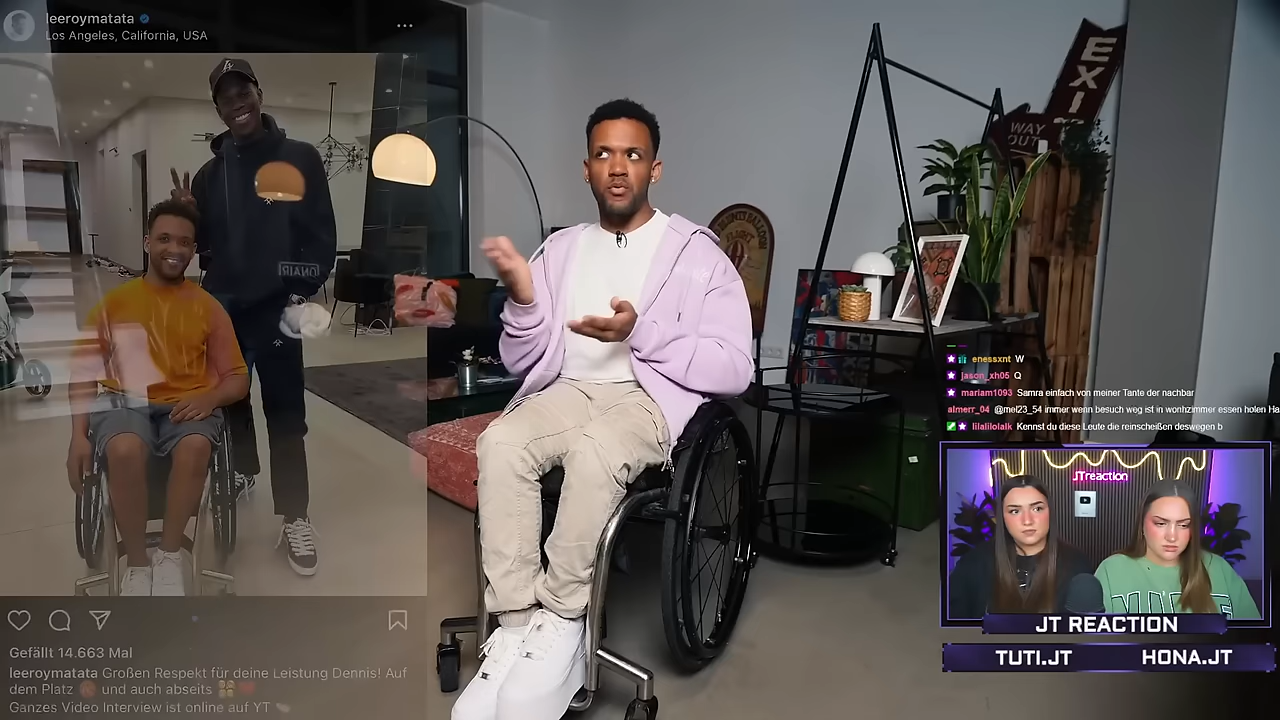 leeroymatata
Los Angeles, California, USA
Gefällt 14.663 Mal
leeroymatata Großen Respekt für deine Leistung Dennis! Auf
dem Platz 🏀 und auch abseits
Ganzes Video Interview ist online auf YT
EXIT
WAY
OUT
enessxnt W
jason_xh05 Q
mariam1093 Samra einfach von meiner Tante der nachbar
almerr_04 @mel23_54 immer wenn besuch weg ist in wonhzimmer essen holen Ha
lilalilolalk Kennst du diese Leute die reinscheißen deswegen b
JTreaction
JT REACTION
TUTI.JT
HONA.JT